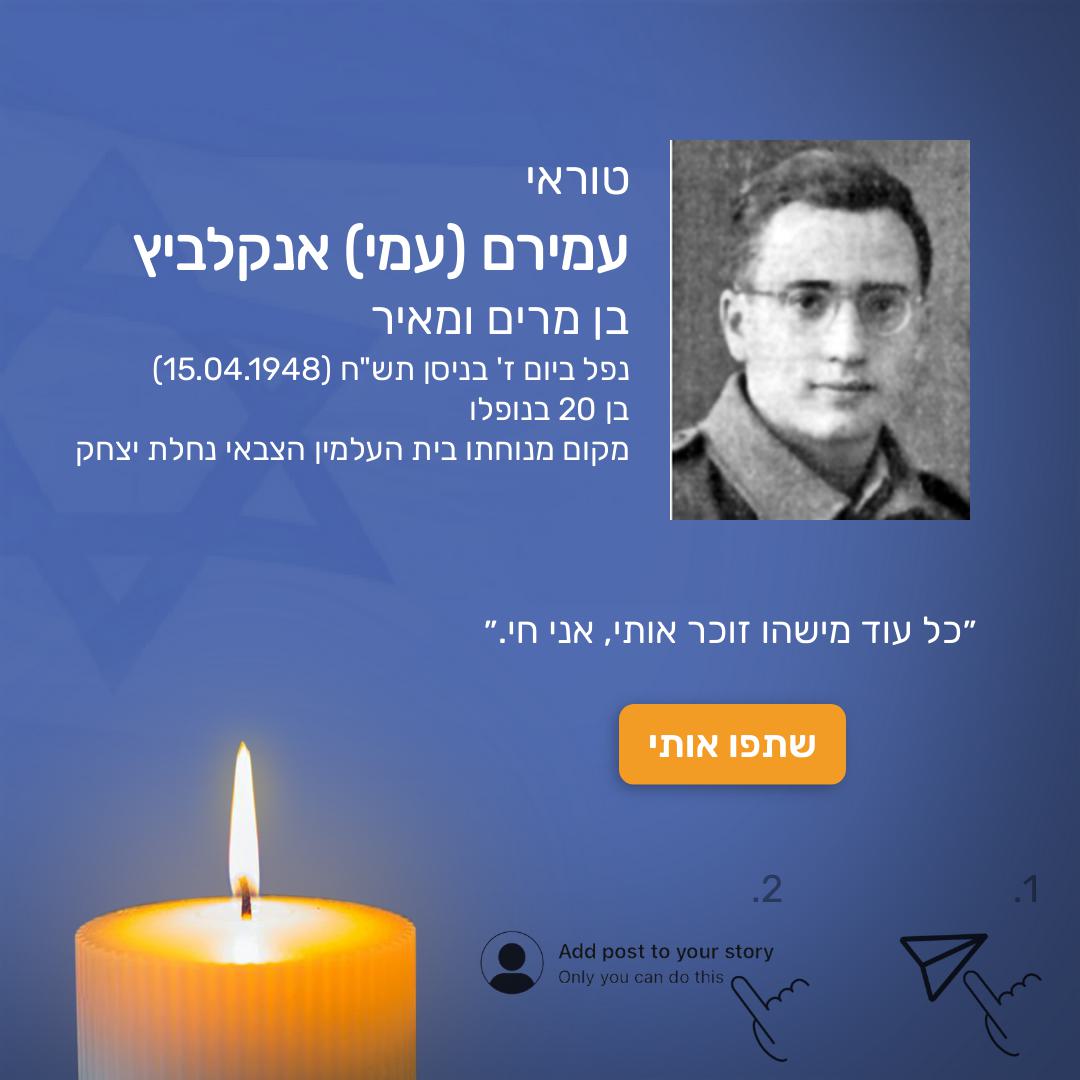 טוראי
עמירם (עמי) אנקלביץ
בן מרים ומאיר
נפל ביום ז' בניסן תש"ח (15.04.1948)
בן 20 בנופלו
מקום מנוחתו בית העלמין הצבאי נחלת יצחק
״כל עוד מישהו זוכר אותי, אני חי.״
שתפו אותי
1.
2.
Add post to your story
Only you can do this